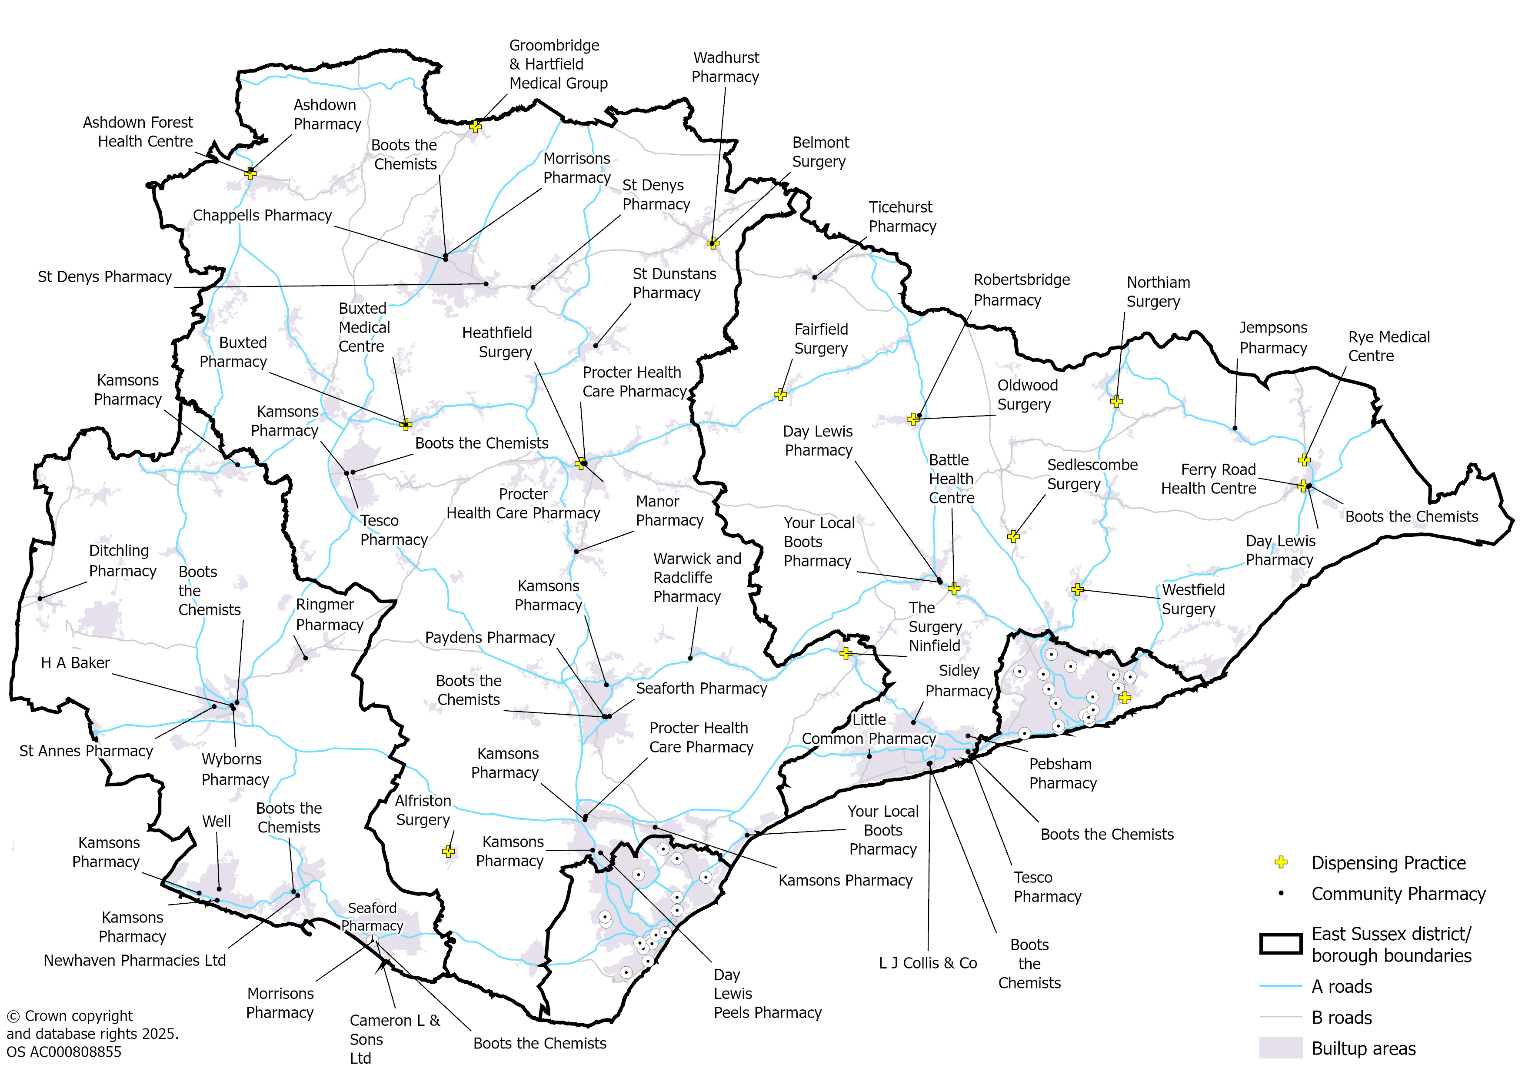 Groombridge
& Hartfield
Medical Group
Wadhurst
Pharmacy
Ashdown
Pharmacy
Ashdown Forest
Health Centre
Boots the
Chemists
Morrisons
Pharmacy
Belmont
Surgery
St Denys
Pharmacy
Chappells Pharmacy
Ticehurst
Pharmacy
St Denys Pharmacy
St Dunstans
Pharmacy
Robertsbridge
Pharmacy
Northiam
Surgery
Buxted
Medical
Centre
Heathfield
Surgery
Fairfield
Surgery
Jempsons
Pharmacy
Rye Medical
Centre
Buxted
Pharmacy
Procter Health
Care Pharmacy
Kamsons
Pharmacy
Oldwood
Surgery
Kamsons
Pharmacy
Boots the Chemists
Day Lewis
Pharmacy
Battle
Health
Centre
Sedlescombe
Surgery
Ferry Road
Health Centre
Procter
Health Care Pharmacy
Manor
Pharmacy
Tesco
Pharmacy
Boots the Chemists
Your Local
Boots
Pharmacy
Day Lewis
Pharmacy
Ditchling
Pharmacy
Boots
the
Chemists
Warwick and
Radcliffe
Pharmacy
Kamsons
Pharmacy
Ringmer
Pharmacy
Westfield
Surgery
The
Surgery
Ninfield
Paydens Pharmacy
H A Baker
Sidley
Pharmacy
Boots the
Chemists
Seaforth Pharmacy
Little
Common Pharmacy
Procter Health
Care Pharmacy
St Annes Pharmacy
Wyborns
Pharmacy
Kamsons
Pharmacy
Pebsham
Pharmacy
Alfriston
Surgery
Boots the
Chemists
Well
Your Local
Boots
Pharmacy
Boots the Chemists
Kamsons
Pharmacy
Kamsons
Pharmacy
Kamsons Pharmacy
Tesco
Pharmacy
Dispensing Practice
Community Pharmacy
Seaford
Pharmacy
Kamsons
Pharmacy
Newhaven Pharmacies Ltd
L J Collis & Co
Boots
the
Chemists
East Sussex district/
borough boundaries
Day
Lewis
Peels Pharmacy
Morrisons
Pharmacy
A roads
Cameron L &
Sons
Ltd
Boots the Chemists
B roads
Builtup areas
© Crown copyright
and database rights 2025.
OS AC000808855